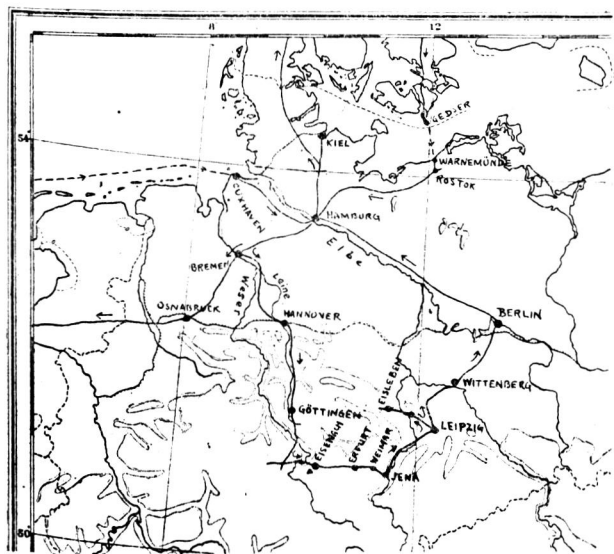 8
12
GEDSER
54
KIEL
WARNEMÜNDE
ROSTOK
CUXHAVEN
HAMBURG
Elbe
BREMEN
Leine
Weser
OSNABRUCK
HANNOVER
BERLIN
WITTENBERG
EISLEBEN
GÖTTINGEN
LEIPZIG
EISENACH
ERFURT
WEIMAR
JENA
50